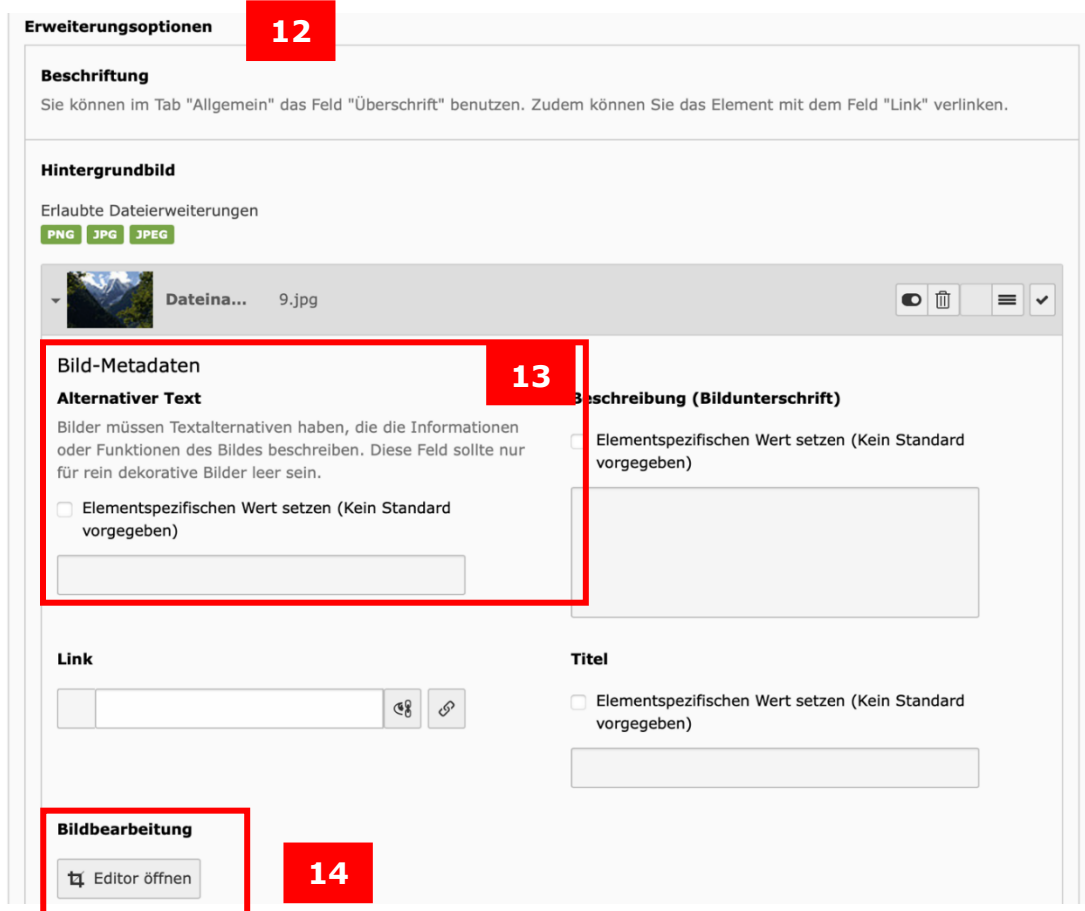 Erweiterungsoptionen
12
Beschriftung
Sie können im Tab "Allgemein" das Feld "Überschrift" benutzen. Zudem können Sie das Element mit dem Feld "Link" verlinken.
Hintergrundbild
Erlaubte Dateierweiterungen
PNG JPG JPEG
Dateina... 9.jpg
Bild-Metadaten
13
Alternativer Text
Bilder müssen Textalternativen haben, die die Informationen
oder Funktionen des Bildes beschreiben. Diese Feld sollte nur
für rein dekorative Bilder leer sein.
Elementspezifischen Wert setzen (Kein Standard
vorgegeben)
Beschreibung (Bildunterschrift)
Elementspezifischen Wert setzen (Kein Standard
vorgegeben)
Link
Titel
Elementspezifischen Wert setzen (Kein Standard
vorgegeben)
Bildbearbeitung
Editor öffnen
14